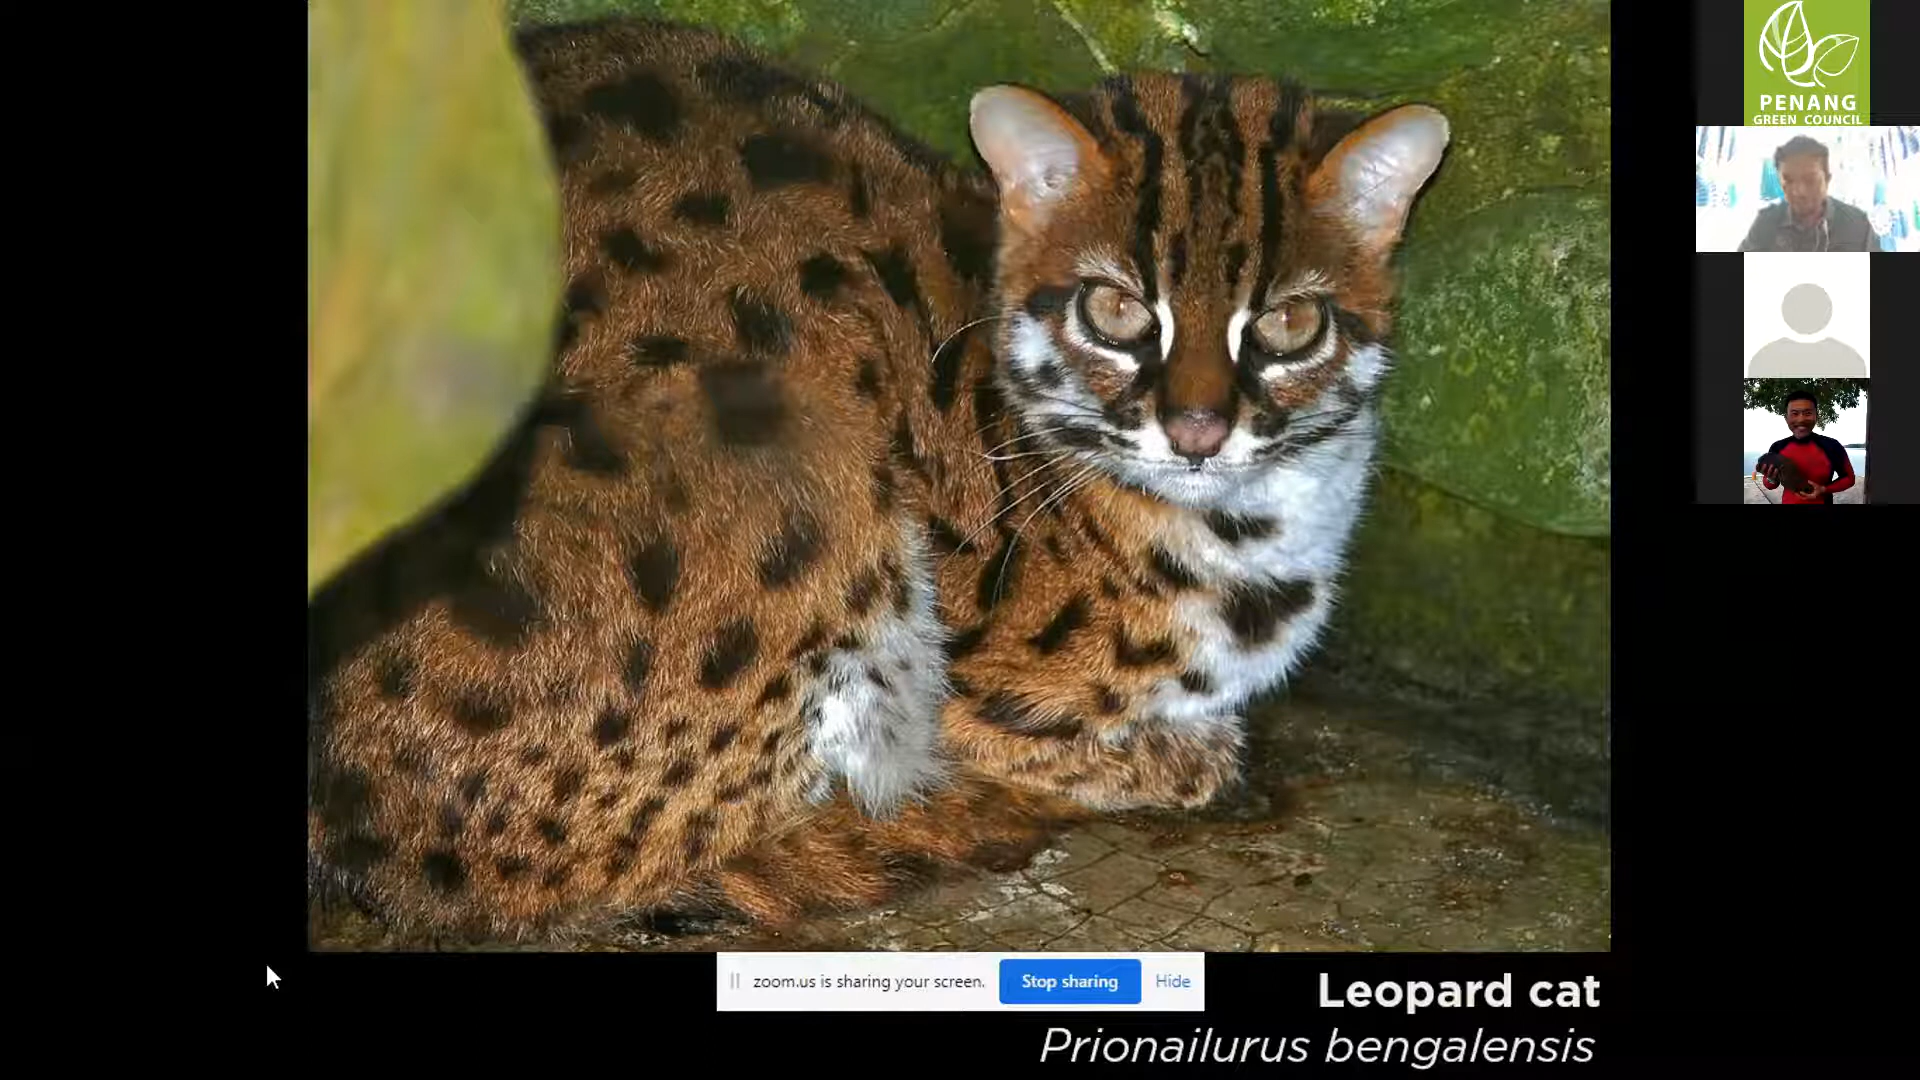 PENANG
GREEN COUNCIL
zoom.us is sharing your screen.
Stop sharing
Hide
Leopard cat
Prionailurus bengalensis